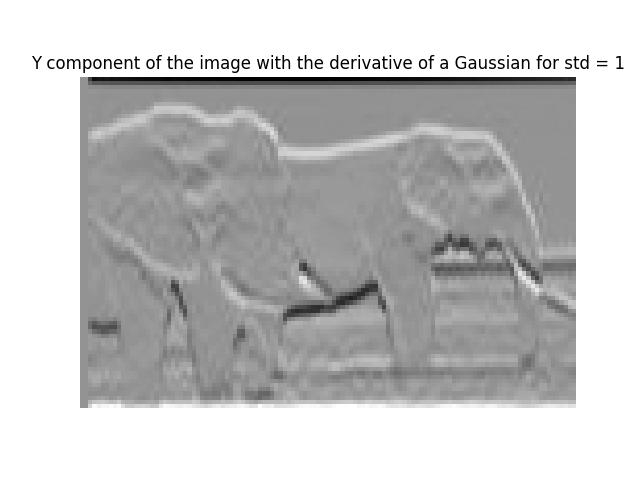 Y component of the image with the derivative of a Gaussian for std = 1